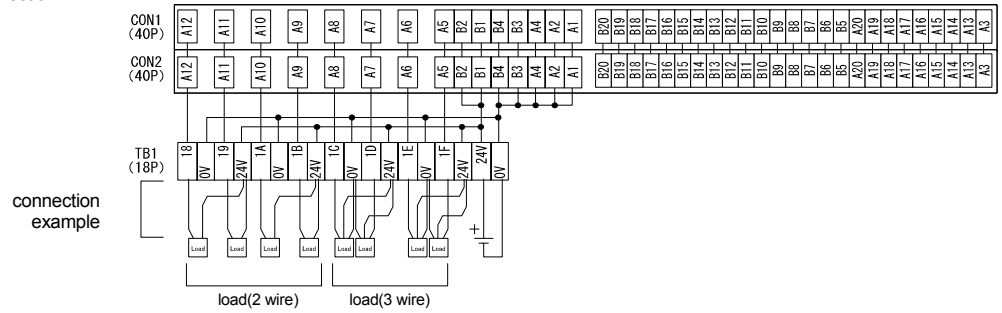 CON1
(40P)
A12 A11 A10 A9 A8 A7 A6 A5 B2 B1 B4 B3 A4 A2 A1 B20 B19 B18 B17 B16 B15 B14 B13 B12 B11 B10 B9 B8 B7 B6 B5 A20 A19 A18 A17 A16 A15 A14 A13 A3
CON2
(40P)
A12 A11 A10 A9 A8 A7 A6 A5 B2 B1 B4 B3 A4 A2 A1 B20 B19 B18 B17 B16 B15 B14 B13 B12 B11 B10 B9 B8 B7 B6 B5 A20 A19 A18 A17 A16 A15 A14 A13 A3
TB1
(18P)
18 0V 19 24V 1A 0V 1B 24V 1C 0V 1D 24V 1E 0V 1F 24V 24V 0V
connection
example
+
Load Load Load Load Load Load Load Load
load(2 wire) load(3 wire)